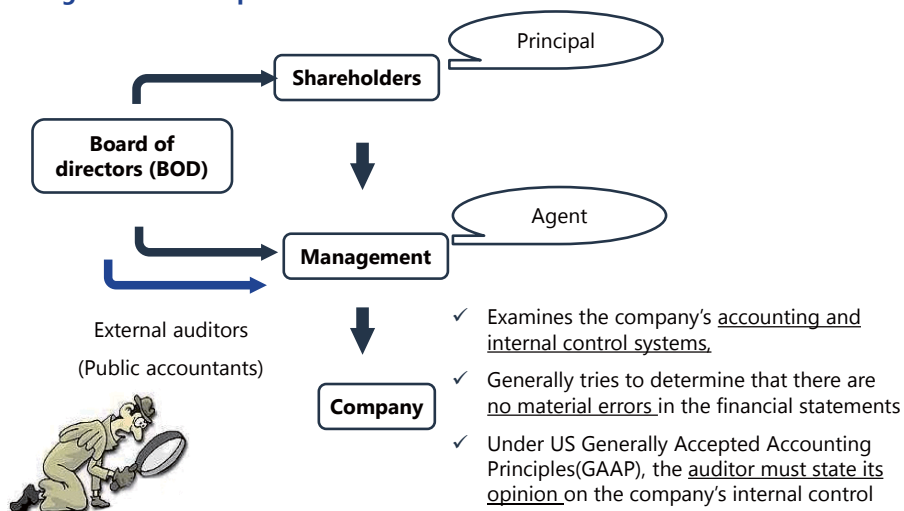 Principal
Shareholders
Board of
directors (BOD)
Agent
Management
External auditors
(Public accountants)
Company
✓ Examines the company's accounting and
internal control systems,
✓ Generally tries to determine that there are
no material errors in the financial statements
✓ Under US Generally Accepted Accounting
Principles(GAAP), the auditor must state its
opinion on the company's internal control